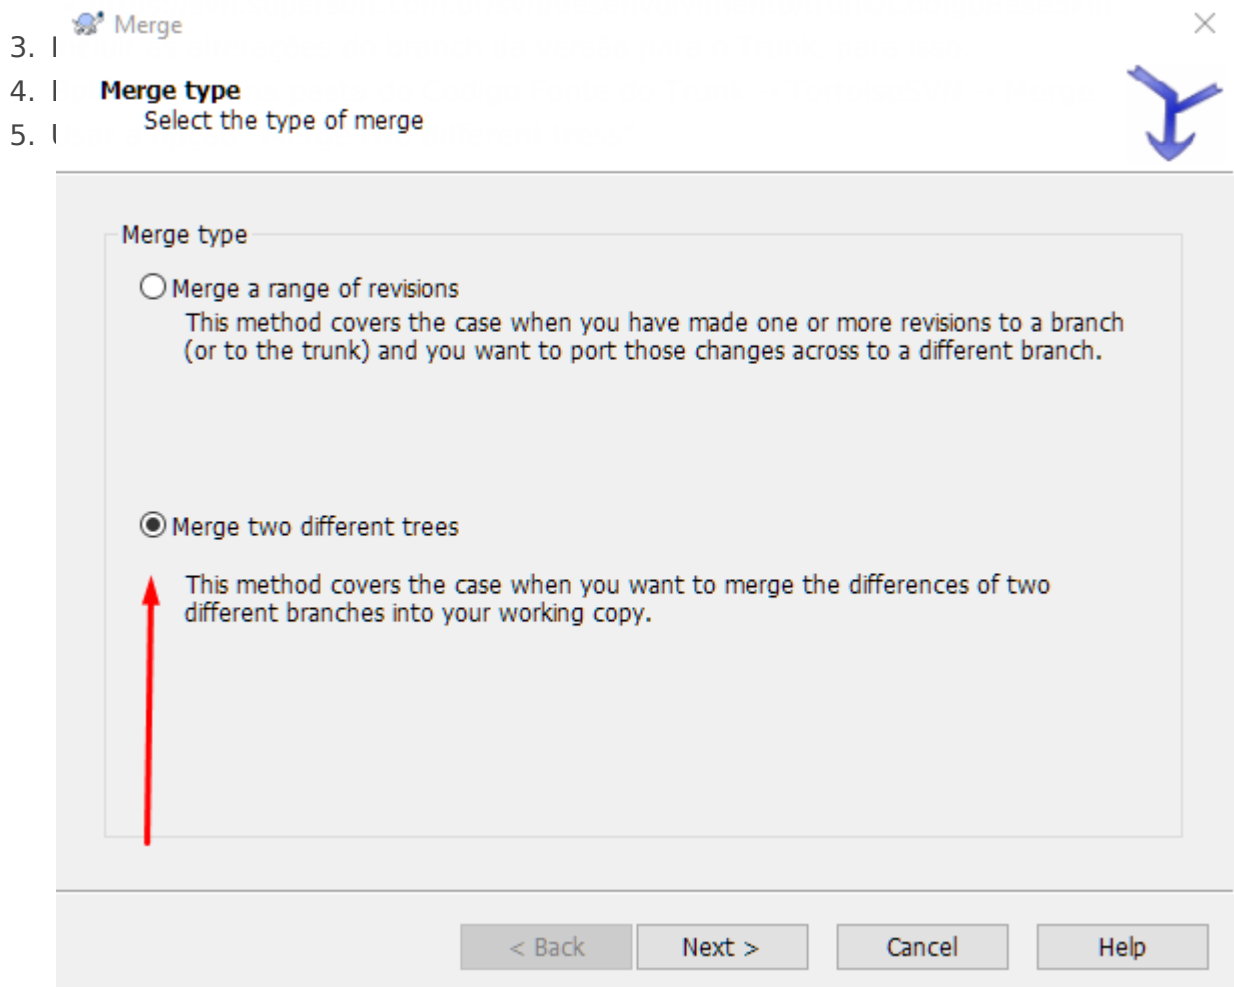 Merge
3.
Merge type
4.
Select the type of merge
5.
Merge type
Merge a range of revisions
This method covers the case when you have made one or more revisions to a branch
(or to the trunk) and you want to port those changes across to a different branch.
Merge two different trees
This method covers the case when you want to merge the differences of two
different branches into your working copy.
< Back
Next >
Cancel
Help